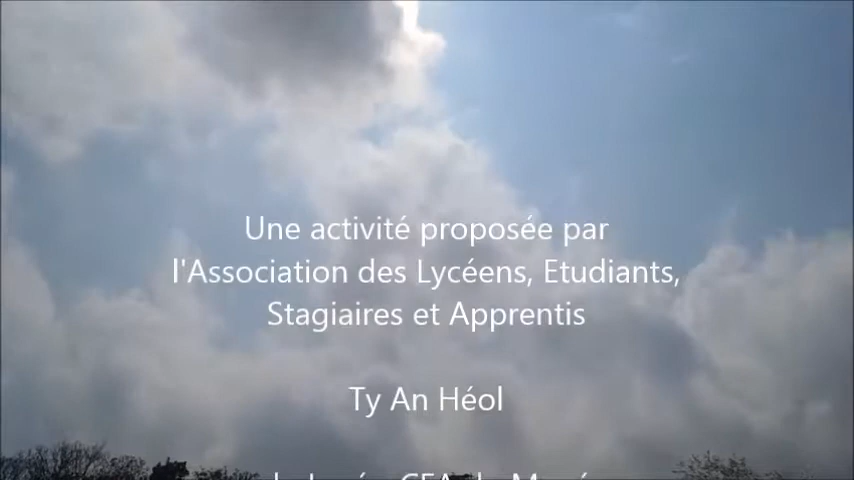 Une activité proposée par
l'Association des Lycéens, Etudiants,
Stagiaires et Apprentis
Ty An Héol